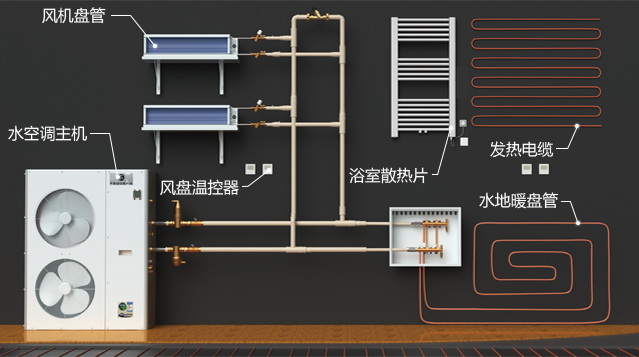 风机盘管
水空调主机
风盘温控器
浴室散热片
发热电缆
水地暖盘管